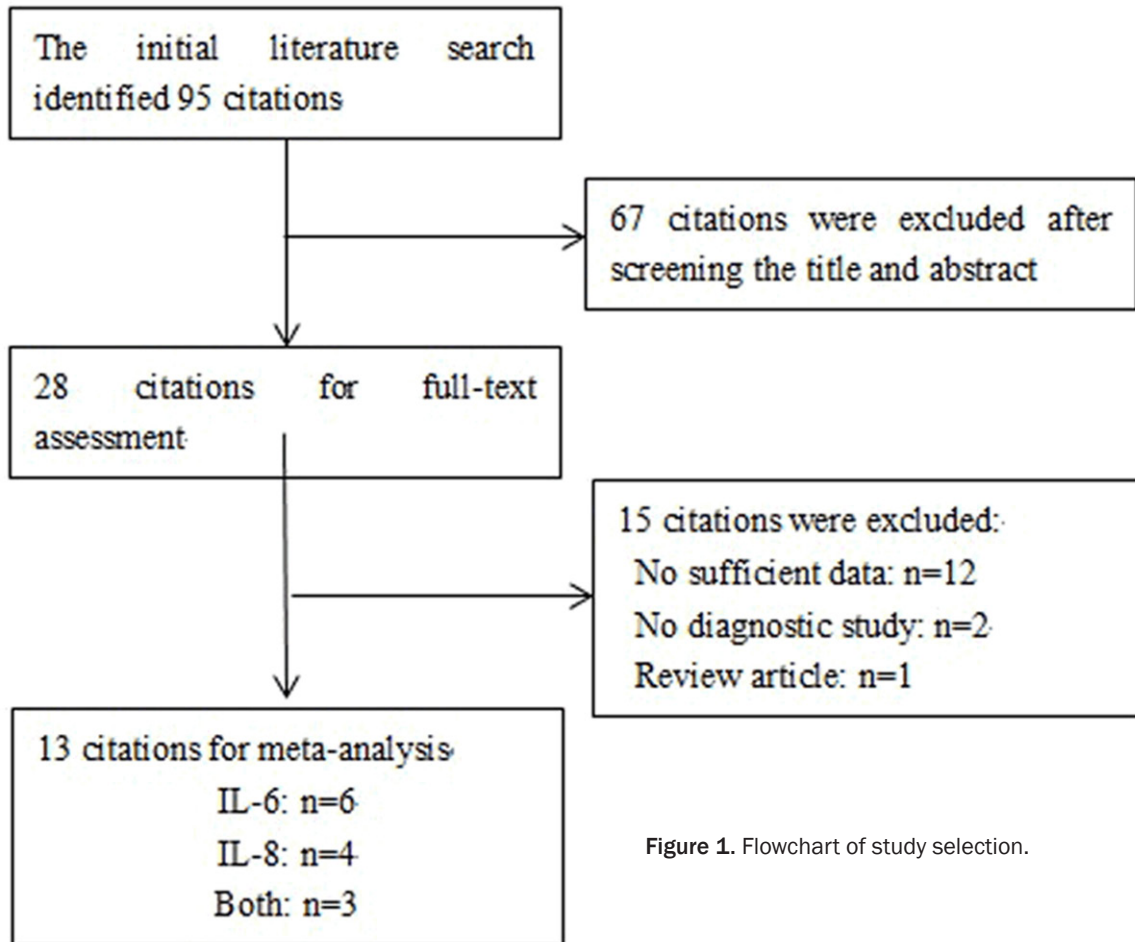 The initial literature search
identified 95 citations
67 citations were excluded after
screening the title and abstract
28 citations for full-text
assessment
15 citations were excluded:
No sufficient data: n=12
No diagnostic study: n=2
Review article: n=1
13 citations for meta-analysis
IL-6: n=6
IL-8: n=4
Both: n=3
Figure 1. Flowchart of study selection.